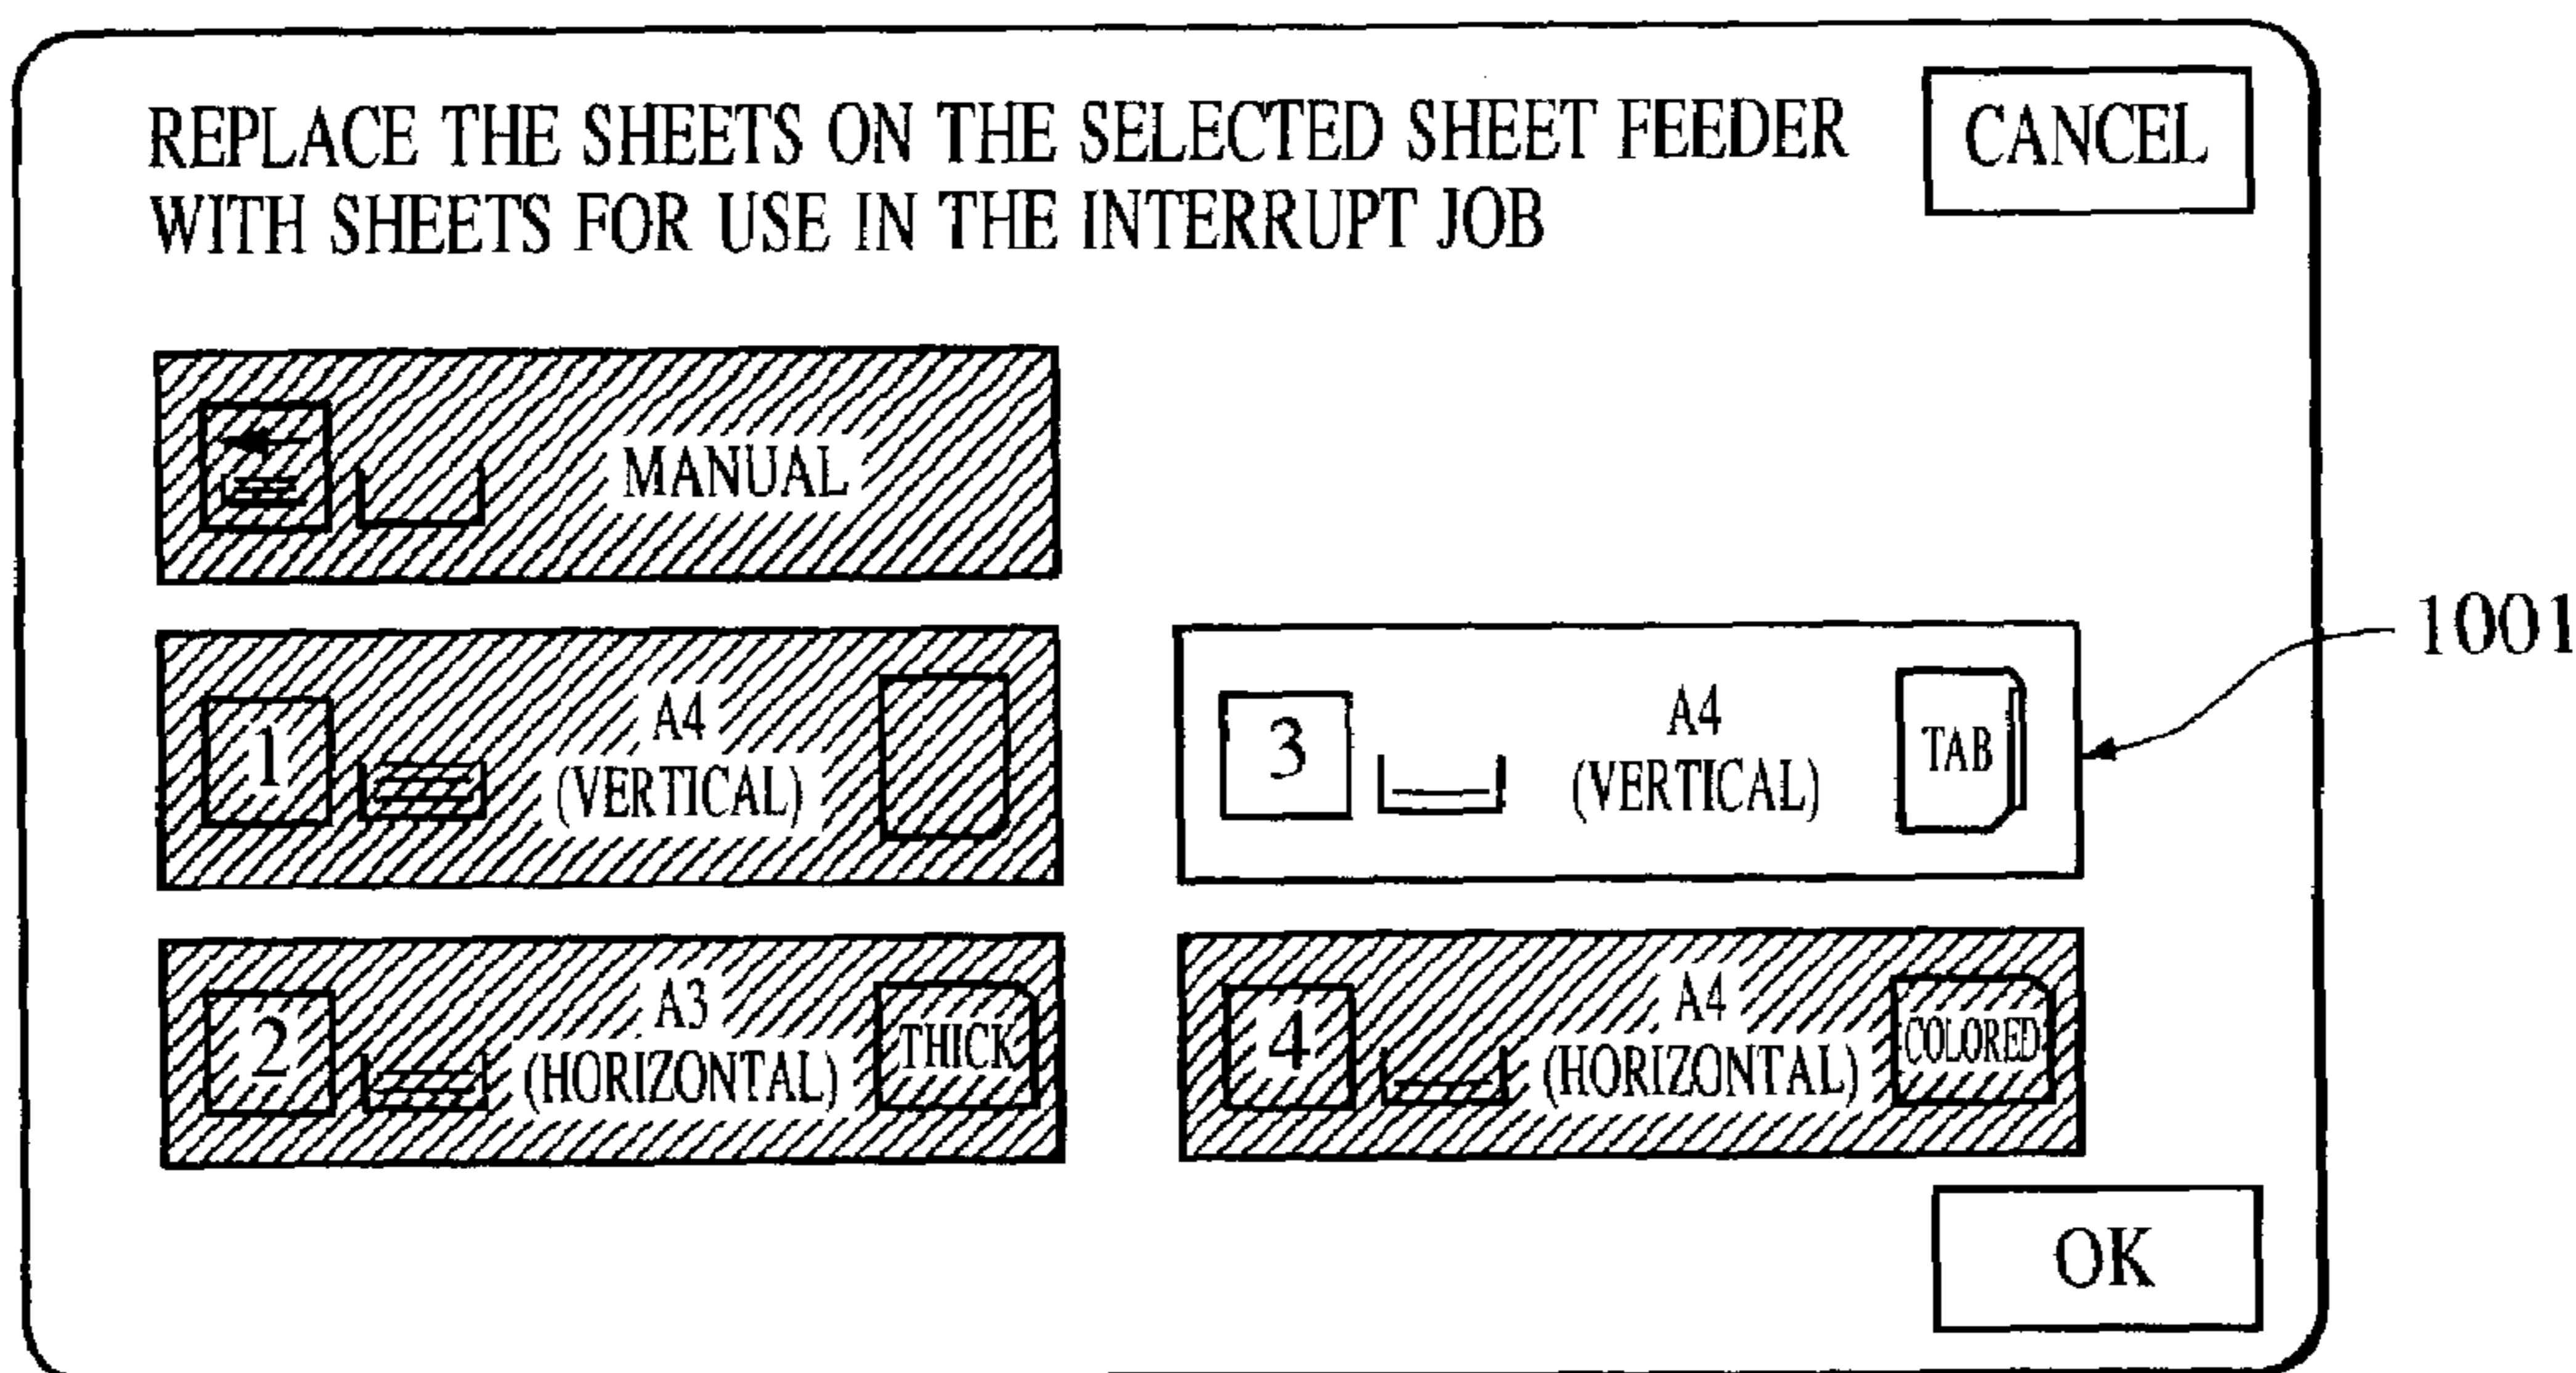 REPLACE THE SHEETS ON THE SELECTED SHEET FEEDER
WITH SHEETS FOR USE IN THE INTERRUPT JOB
CANCEL
MANUAL
1
A4
(VERTICAL)
3
A4
(VERTICAL)
TAB
1001
2
A3
(HORIZONTAL)
THICK
4
A4
(HORIZONTAL)
COLORED
OK